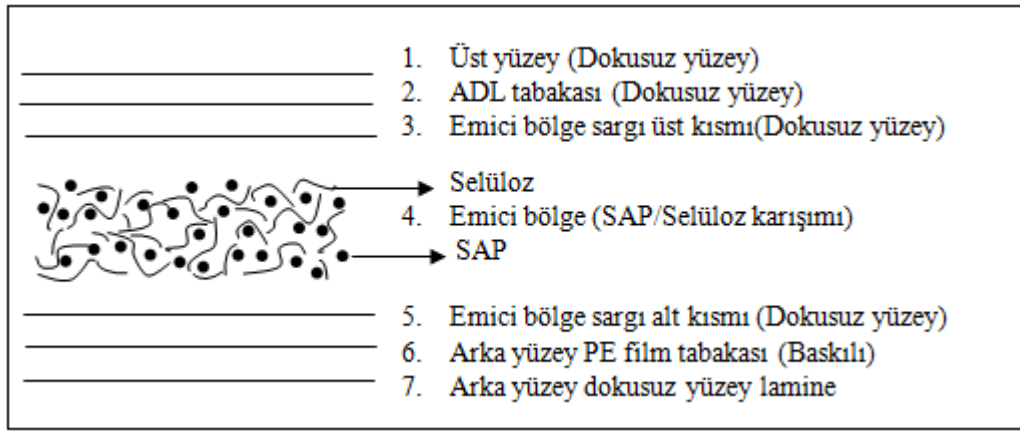 1. Üst yüzey (Dokusuz yüzey)
2. ADL tabakası (Dokusuz yüzey)
3. Emici bölge sargı üst kısmı(Dokusuz yüzey)
Selüloz
4. Emici bölge (SAP/Selüloz karışımı)
SAP
5. Emici bölge sargı alt kısmı (Dokusuz yüzey)
6. Arka yüzey PE film tabakası (Baskılı)
7. Arka yüzey dokusuz yüzey lamine